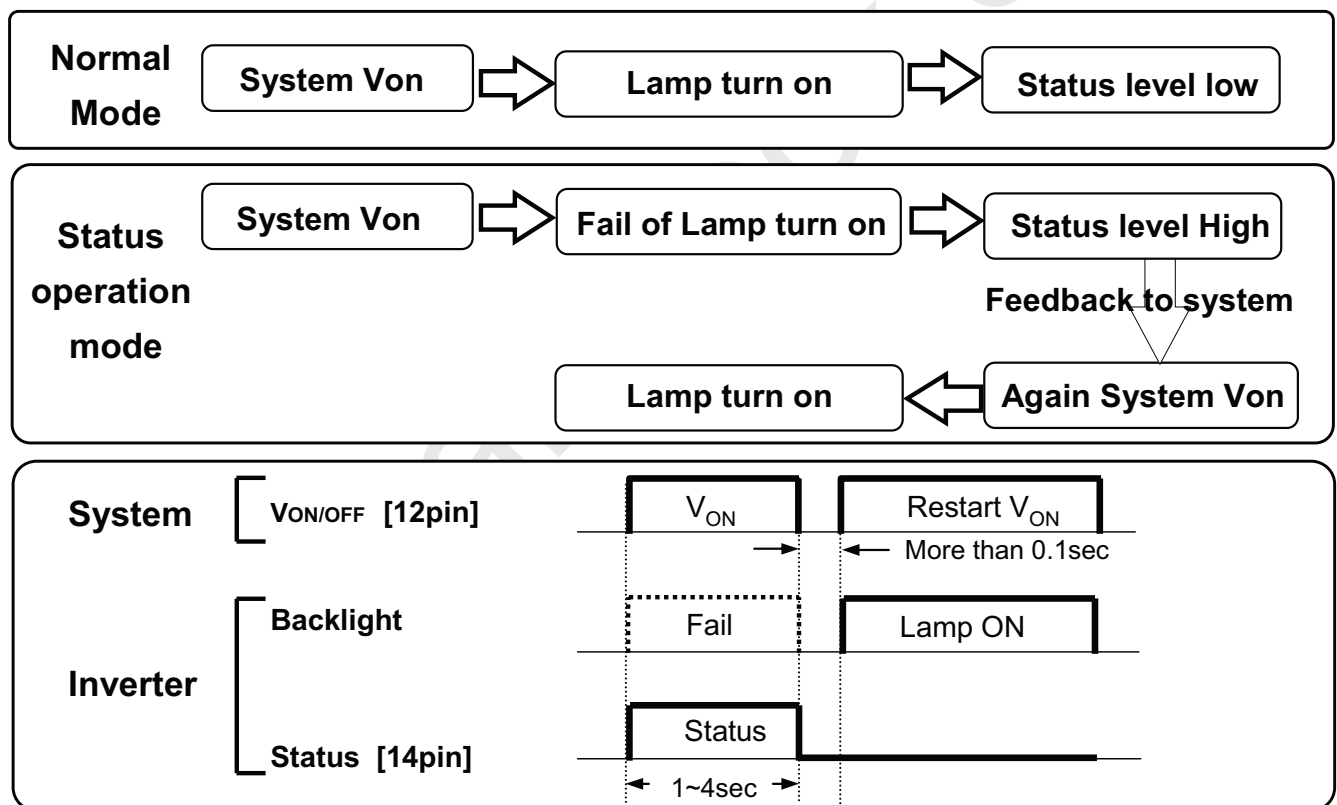 Normal
Mode
System Von
Lamp turn on
Status level low
Status
operation
mode
System Von
Fail of Lamp turn on
Status level High
Feedback to system
Lamp turn on
Again System Von
System
VON/OFF [12pin]
VON
Restart VON
More than 0.1sec
Inverter
Backlight
Fail
Lamp ON
Status [14pin]
Status
1~4sec